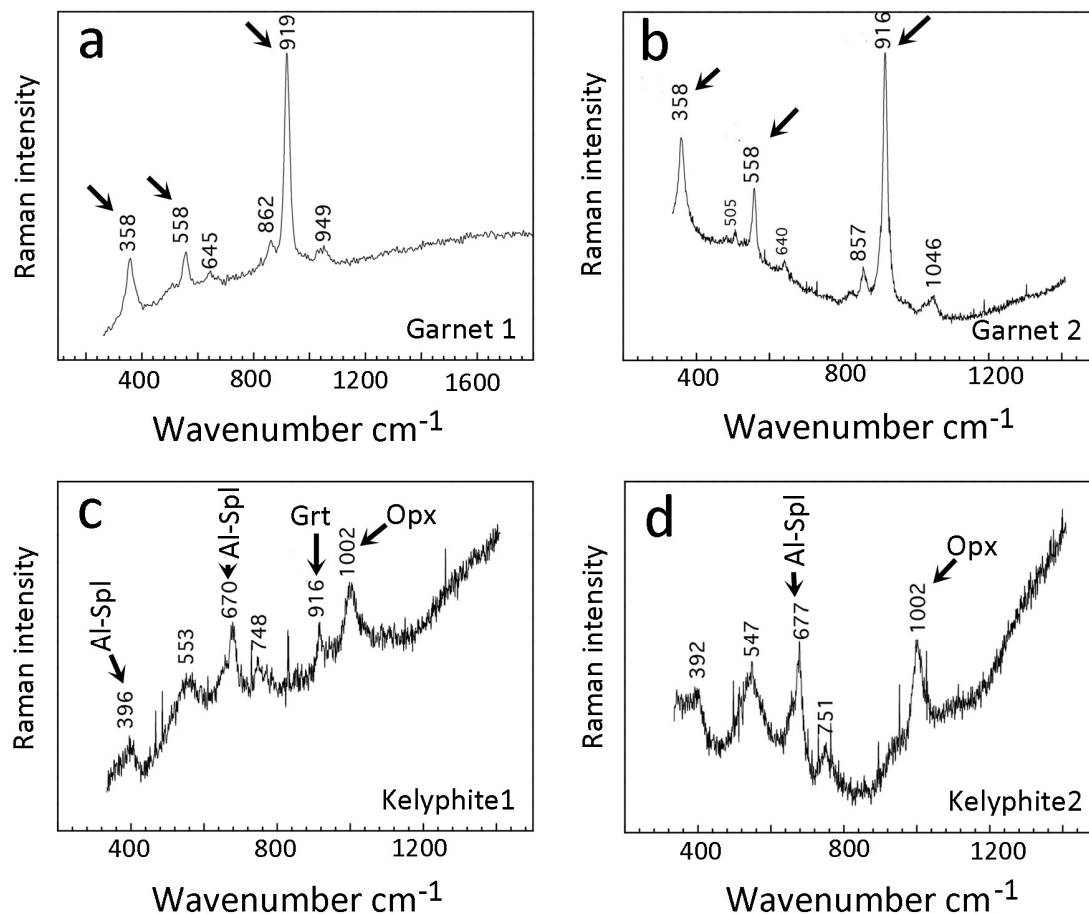 a
Raman intensity
358
558
645
862
919
949
Garnet 1
400 800 1200 1600
Wavenumber cm-1
b
Raman intensity
358
505
558
640
857
916
1046
Garnet 2
400 800 1200
Wavenumber cm-1
c
Raman intensity
Al-Spl
396
553
Al-Spl
670
748
Grt
916
Opx
1002
Kelyphite1
400 800 1200
Wavenumber cm-1
d
Raman intensity
392
547
Al-Spl
677
751
Opx
1002
Kelyphite2
400 800 1200
Wavenumber cm-1